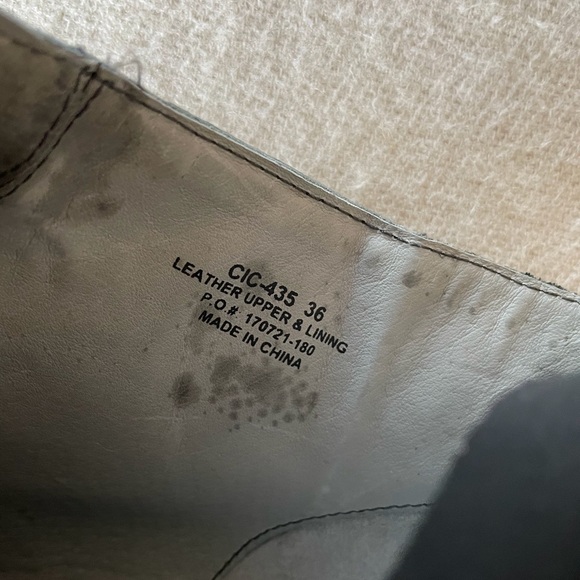 CIC-435 36
LEATHER UPPER & LINING
P.O.# 170721-180
MADE IN CHINA